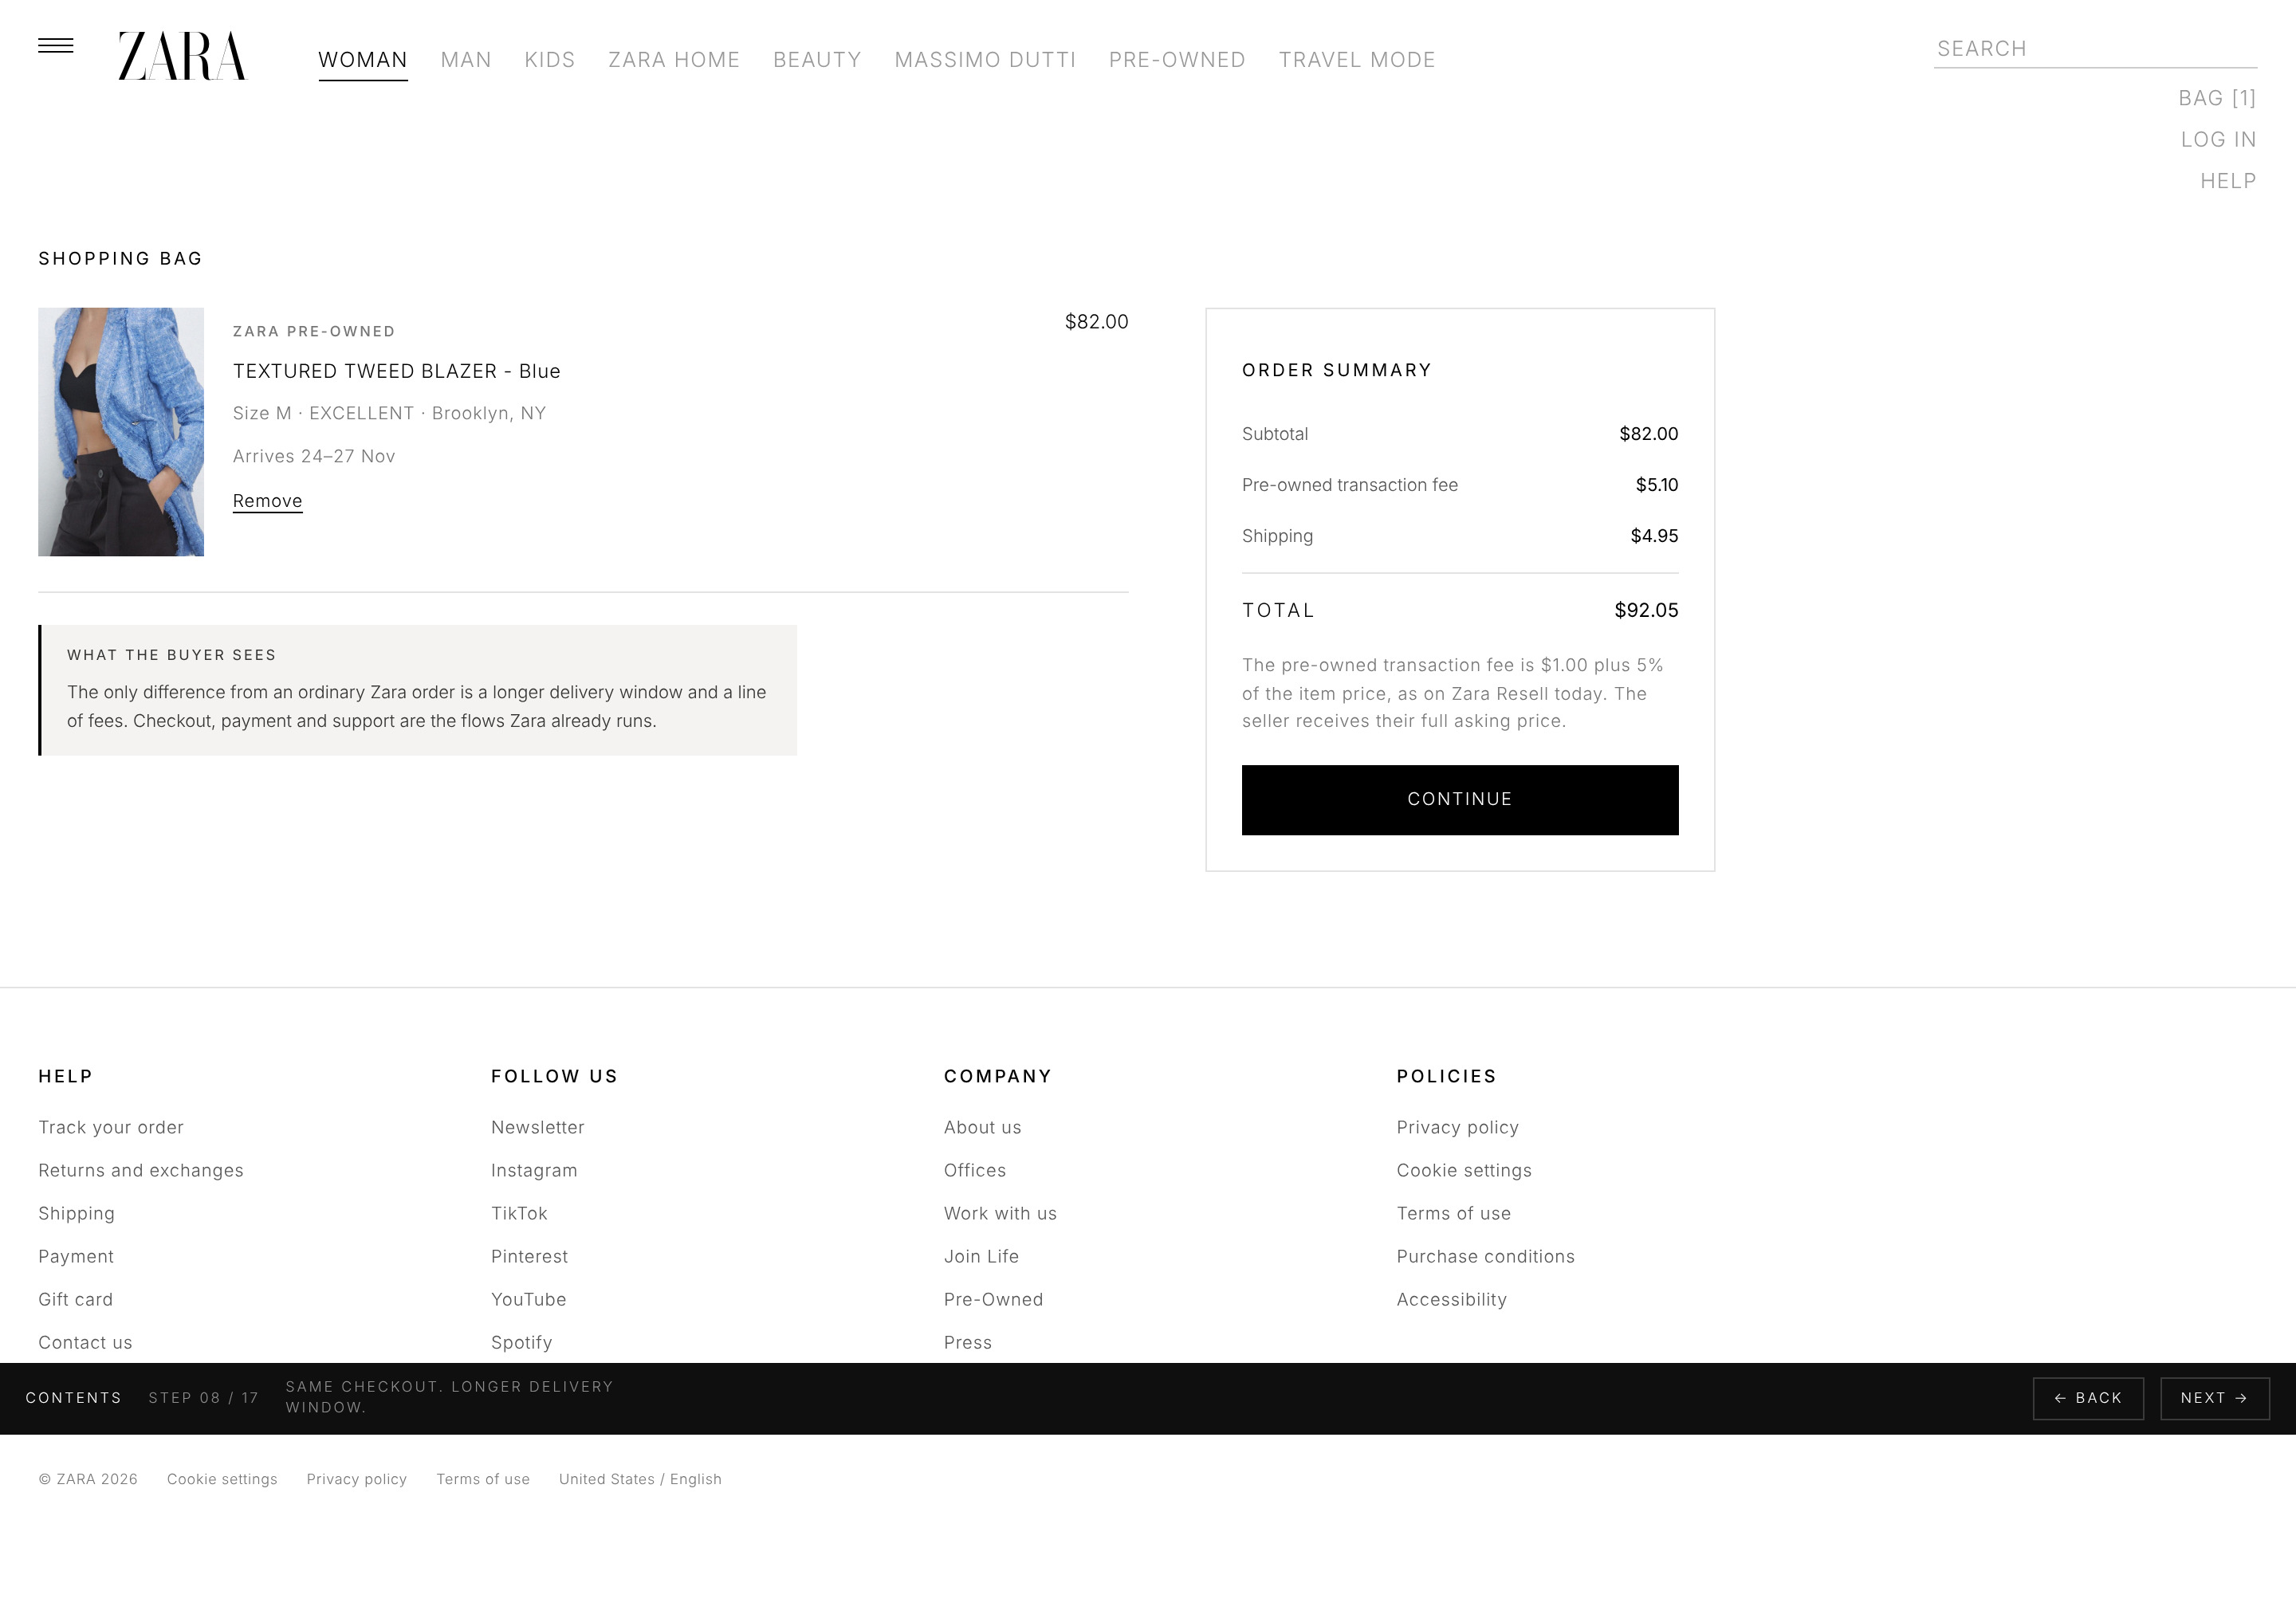 ZARA
WOMAN
MAN
KIDS
ZARA HOME
BEAUTY
MASSIMO DUTTI
PRE-OWNED
TRAVEL MODE
SEARCH
BAG [1]
LOG IN
HELP
SHOPPING BAG
ZARA PRE-OWNED
$82.00
TEXTURED TWEED BLAZER - Blue
Size M · EXCELLENT · Brooklyn, NY
Arrives 24–27 Nov
Remove
WHAT THE BUYER SEES
The only difference from an ordinary Zara order is a longer delivery window and a line
of fees. Checkout, payment and support are the flows Zara already runs.
ORDER SUMMARY
Subtotal $82.00
Pre-owned transaction fee $5.10
Shipping $4.95
TOTAL $92.05
The pre-owned transaction fee is $1.00 plus 5%
of the item price, as on Zara Resell today. The
seller receives their full asking price.
CONTINUE
HELP
Track your order
Returns and exchanges
Shipping
Payment
Gift card
Contact us
FOLLOW US
Newsletter
Instagram
TikTok
Pinterest
YouTube
Spotify
COMPANY
About us
Offices
Work with us
Join Life
Pre-Owned
Press
POLICIES
Privacy policy
Cookie settings
Terms of use
Purchase conditions
Accessibility
CONTENTS
STEP 08 / 17
SAME CHECKOUT. LONGER DELIVERY
WINDOW.
← BACK
NEXT →
© ZARA 2026
Cookie settings
Privacy policy
Terms of use
United States / English